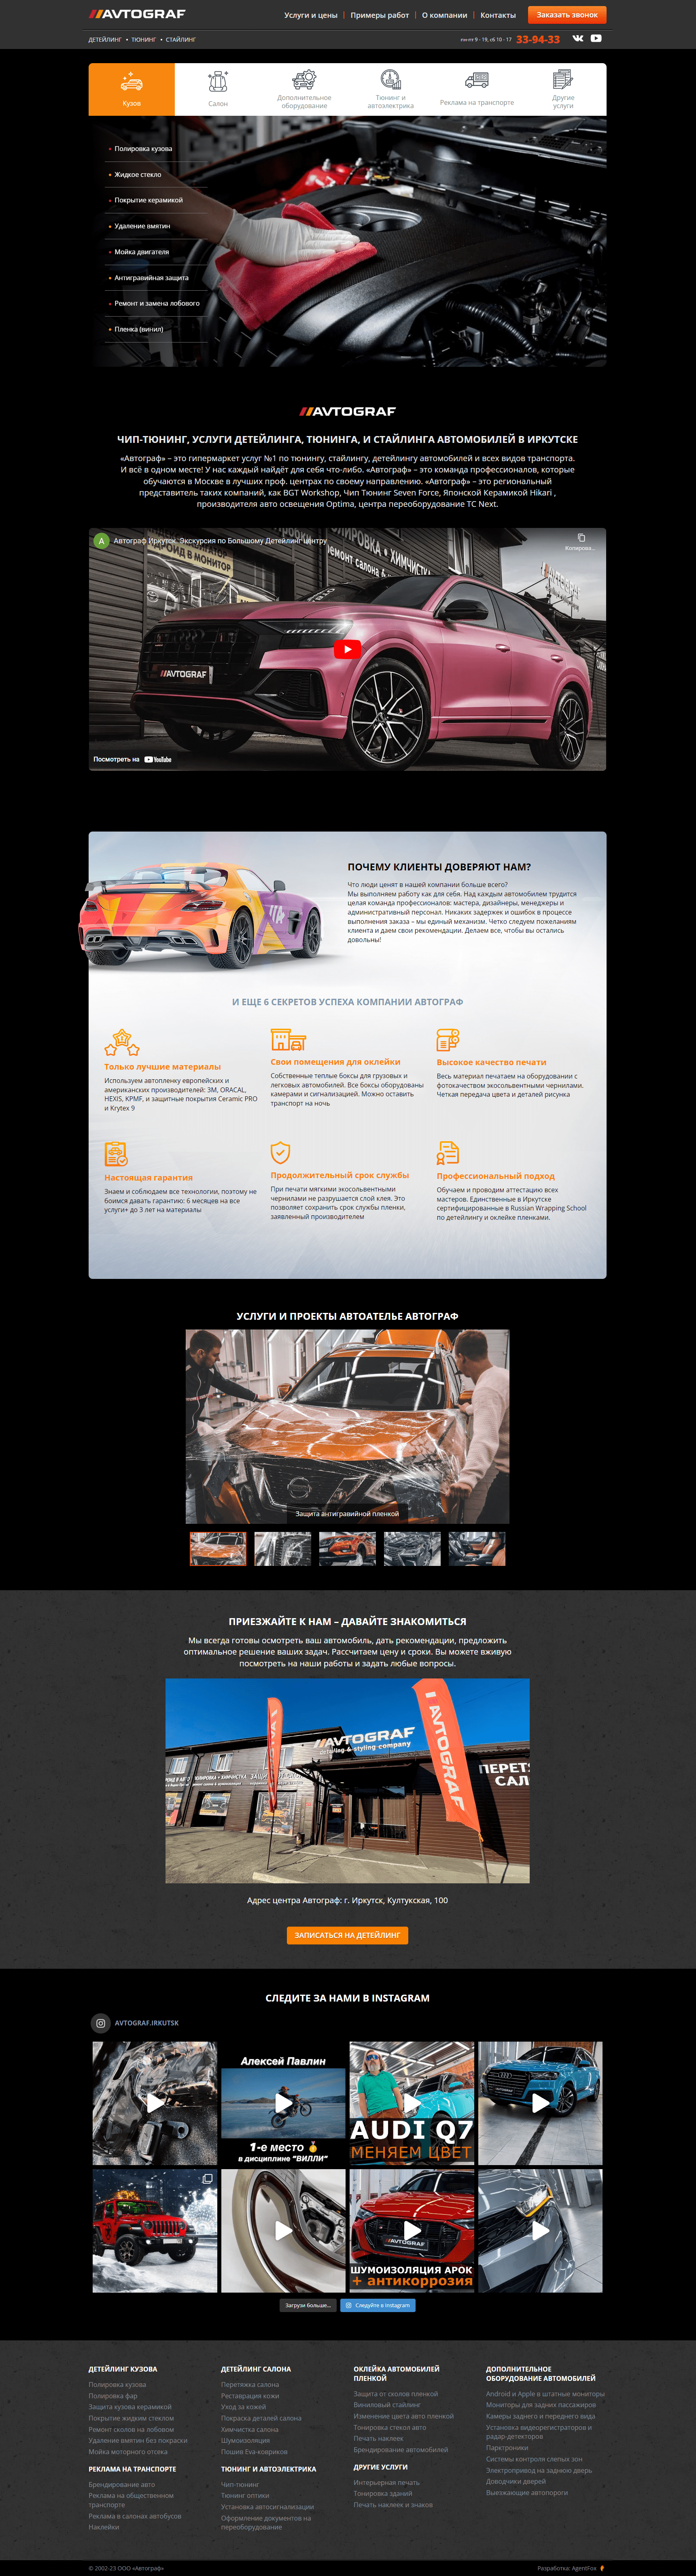 AVTOGRAF
Услуги и цены
Примеры работ
О компании
Контакты
Заказать звонок
ДЕТЕЙЛИНГ • ТЮНИНГ • СТАЙЛИНГ
пн-пт 9 - 19, сб 10 - 17
33-94-33
Кузов
Салон
Дополнительное
оборудование
Тюнинг и
автоэлектрика
Реклама на транспорте
Другие
услуги
Полировка кузова
Жидкое стекло
Покрытие керамикой
Удаление вмятин
Мойка двигателя
Антигравийная защита
Ремонт и замена лобового
Пленка (винил)
AVTOGRAF
ЧИП-ТЮНИНГ, УСЛУГИ ДЕТЕЙЛИНГА, ТЮНИНГА, И СТАЙЛИНГА АВТОМОБИЛЕЙ В ИРКУТСКЕ
«Автограф» – это гипермаркет услуг №1 по тюнингу, стайлингу, детейлингу автомобилей и всех видов транспорта.
И всё в одном месте! У нас каждый найдёт для себя что-либо. «Автограф» – это команда профессионалов, которые
обучаются в Москве в лучших проф. центрах по своему направлению. «Автограф» – это региональный
представитель таких компаний, как BGT Workshop, Чип Тюнинг Seven Force, Японской Керамикой Hikari ,
производителя авто освещения Optima, центра переоборудование TC Next.
А
Автограф Иркутск. Экскурсия по Большому Детейлинг центру
Копирова...
AVTOGRAF
Посмотреть на YouTube
ПОЧЕМУ КЛИЕНТЫ ДОВЕРЯЮТ НАМ?
Что люди ценят в нашей компании больше всего?
Мы выполняем работу как для себя. Над каждым автомобилем трудится
целая команда профессионалов: мастера, дизайнеры, менеджеры и
административный персонал. Никаких задержек и ошибок в процессе
выполнения заказа – мы единый механизм. Четко следуем пожеланиям
клиента и даем свои рекомендации. Делаем все, чтобы вы остались
довольны!
И ЕЩЕ 6 СЕКРЕТОВ УСПЕХА КОМПАНИИ АВТОГРАФ
Только лучшие материалы
Используем автопленку европейских и
американских производителей: 3M, ORACAL,
HEXIS, KPMF, и защитные покрытия Ceramic PRO
и Krytex 9
Свои помещения для оклейки
Собственные теплые боксы для грузовых и
легковых автомобилей. Все боксы оборудованы
камерами и сигнализацией. Можно оставить
транспорт на ночь
Высокое качество печати
Весь материал печатаем на оборудовании с
фотокачеством экосольвентными чернилами.
Четкая передача цвета и деталей рисунка
Настоящая гарантия
Знаем и соблюдаем все технологии, поэтому не
боимся давать гарантию: 6 месяцев на все
услуги+ до 3 лет на материалы
Продолжительный срок службы
При печати мягкими экосольвентными
чернилами не разрушается слой клея. Это
позволяет сохранить срок службы пленки,
заявленный производителем
Профессиональный подход
Обучаем и проводим аттестацию всех
мастеров. Единственные в Иркутске
сертифицированные в Russian Wrapping School
по детейлингу и оклейке пленками.
УСЛУГИ И ПРОЕКТЫ АВТОАТЕЛЬЕ АВТОГРАФ
Защита антигравийной пленкой
ПРИЕЗЖАЙТЕ К НАМ – ДАВАЙТЕ ЗНАКОМИТЬСЯ
Мы всегда готовы осмотреть ваш автомобиль, дать рекомендации, предложить
оптимальное решение ваших задач. Рассчитаем цену и сроки. Вы можете вживую
посмотреть на наши работы и задать любые вопросы.
AVTOGRAF
AVTOGRAF
Адрес центра Автограф: г. Иркутск, Култукская, 100
ЗАПИСАТЬСЯ НА ДЕТЕЙЛИНГ
СЛЕДИТЕ ЗА НАМИ В INSTAGRAM
AVTOGRAF.IRKUTSK
Алексей Павлин
1-е место
в дисциплине "ВИЛЛИ"
AUDI Q7
МЕНЯЕМ ЦВЕТ
AVTOGRAF
ШУМОИЗОЛЯЦИЯ АРОК
+ антикоррозия
Загрузи больше...
Следуйте в Instagram
ДЕТЕЙЛИНГ КУЗОВА
Полировка кузова
Полировка фар
Защита кузова керамикой
Покрытие жидким стеклом
Ремонт сколов на лобовом
Удаление вмятин без покраски
Мойка моторного отсека
РЕКЛАМА НА ТРАНСПОРТЕ
Брендирование авто
Реклама на общественном
транспорте
Реклама в салонах автобусов
Наклейки
ДЕТЕЙЛИНГ САЛОНА
Перетяжка салона
Реставрация кожи
Уход за кожей
Покраска деталей салона
Химчистка салона
Шумоизоляция
Пошив Ева-ковриков
ТЮНИНГ И АВТОЭЛЕКТРИКА
Чип-тюнинг
Тюнинг оптики
Установка автосигнализации
Оформление документов на
переоборудование
ОКЛЕЙКА АВТОМОБИЛЕЙ
ПЛЕНКОЙ
Защита от сколов пленкой
Виниловый стайлинг
Изменение цвета авто пленкой
Тонировка стекол авто
Печать наклеек
Брендирование автомобилей
ДРУГИЕ УСЛУГИ
Интерьерная печать
Тонировка зданий
Печать наклеек и знаков
ДОПОЛНИТЕЛЬНОЕ
ОБОРУДОВАНИЕ АВТОМОБИЛЕЙ
Android и Apple в штатные мониторы
Мониторы для задних пассажиров
Камеры заднего и переднего вида
Установка видеорегистраторов и
радар-детекторов
Парктроники
Системы контроля слепых зон
Электропривод на заднюю дверь
Доводчики дверей
Выезжающие автопороги
© 2002-23 ООО «Автограф»
Разработка: AgentFox